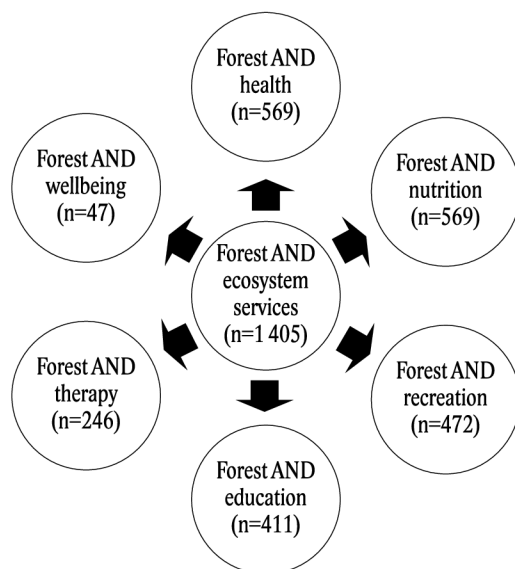 Forest AND
health
(n=569)
Forest AND
wellbeing
(n=47)
Forest AND
nutrition
(n=569)
Forest AND
ecosystem
services
(n=1 405)
Forest AND
therapy
(n=246)
Forest AND
recreation
(n=472)
Forest AND
education
(n=411)